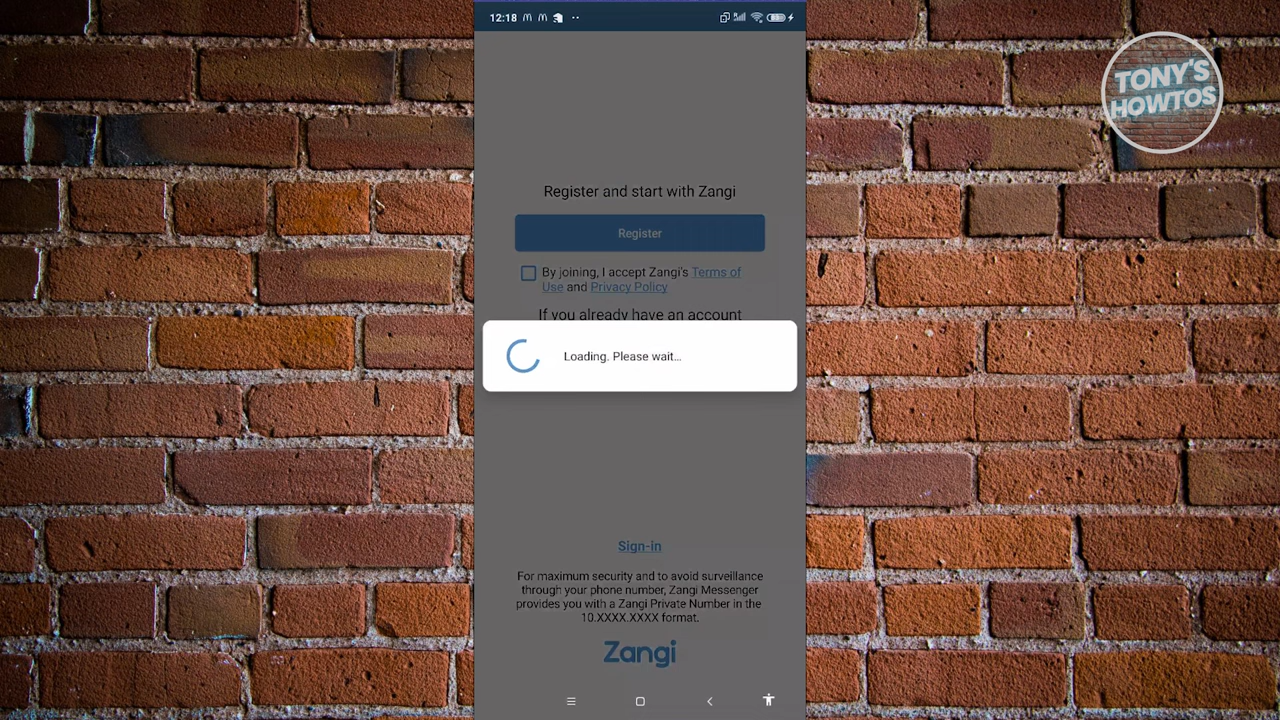 12:18
TONY'S
HOWTOS
Register and start with Zangi
Register
By joining, I accept Zangi's Terms of
Use and Privacy Policy
If you already have an account
Loading. Please wait...
Sign-in
For maximum security and to avoid surveillance
through your phone number, Zangi Messenger
provides you with a Zangi Private Number in the
10.XXXX.XXXX format.
Zangi